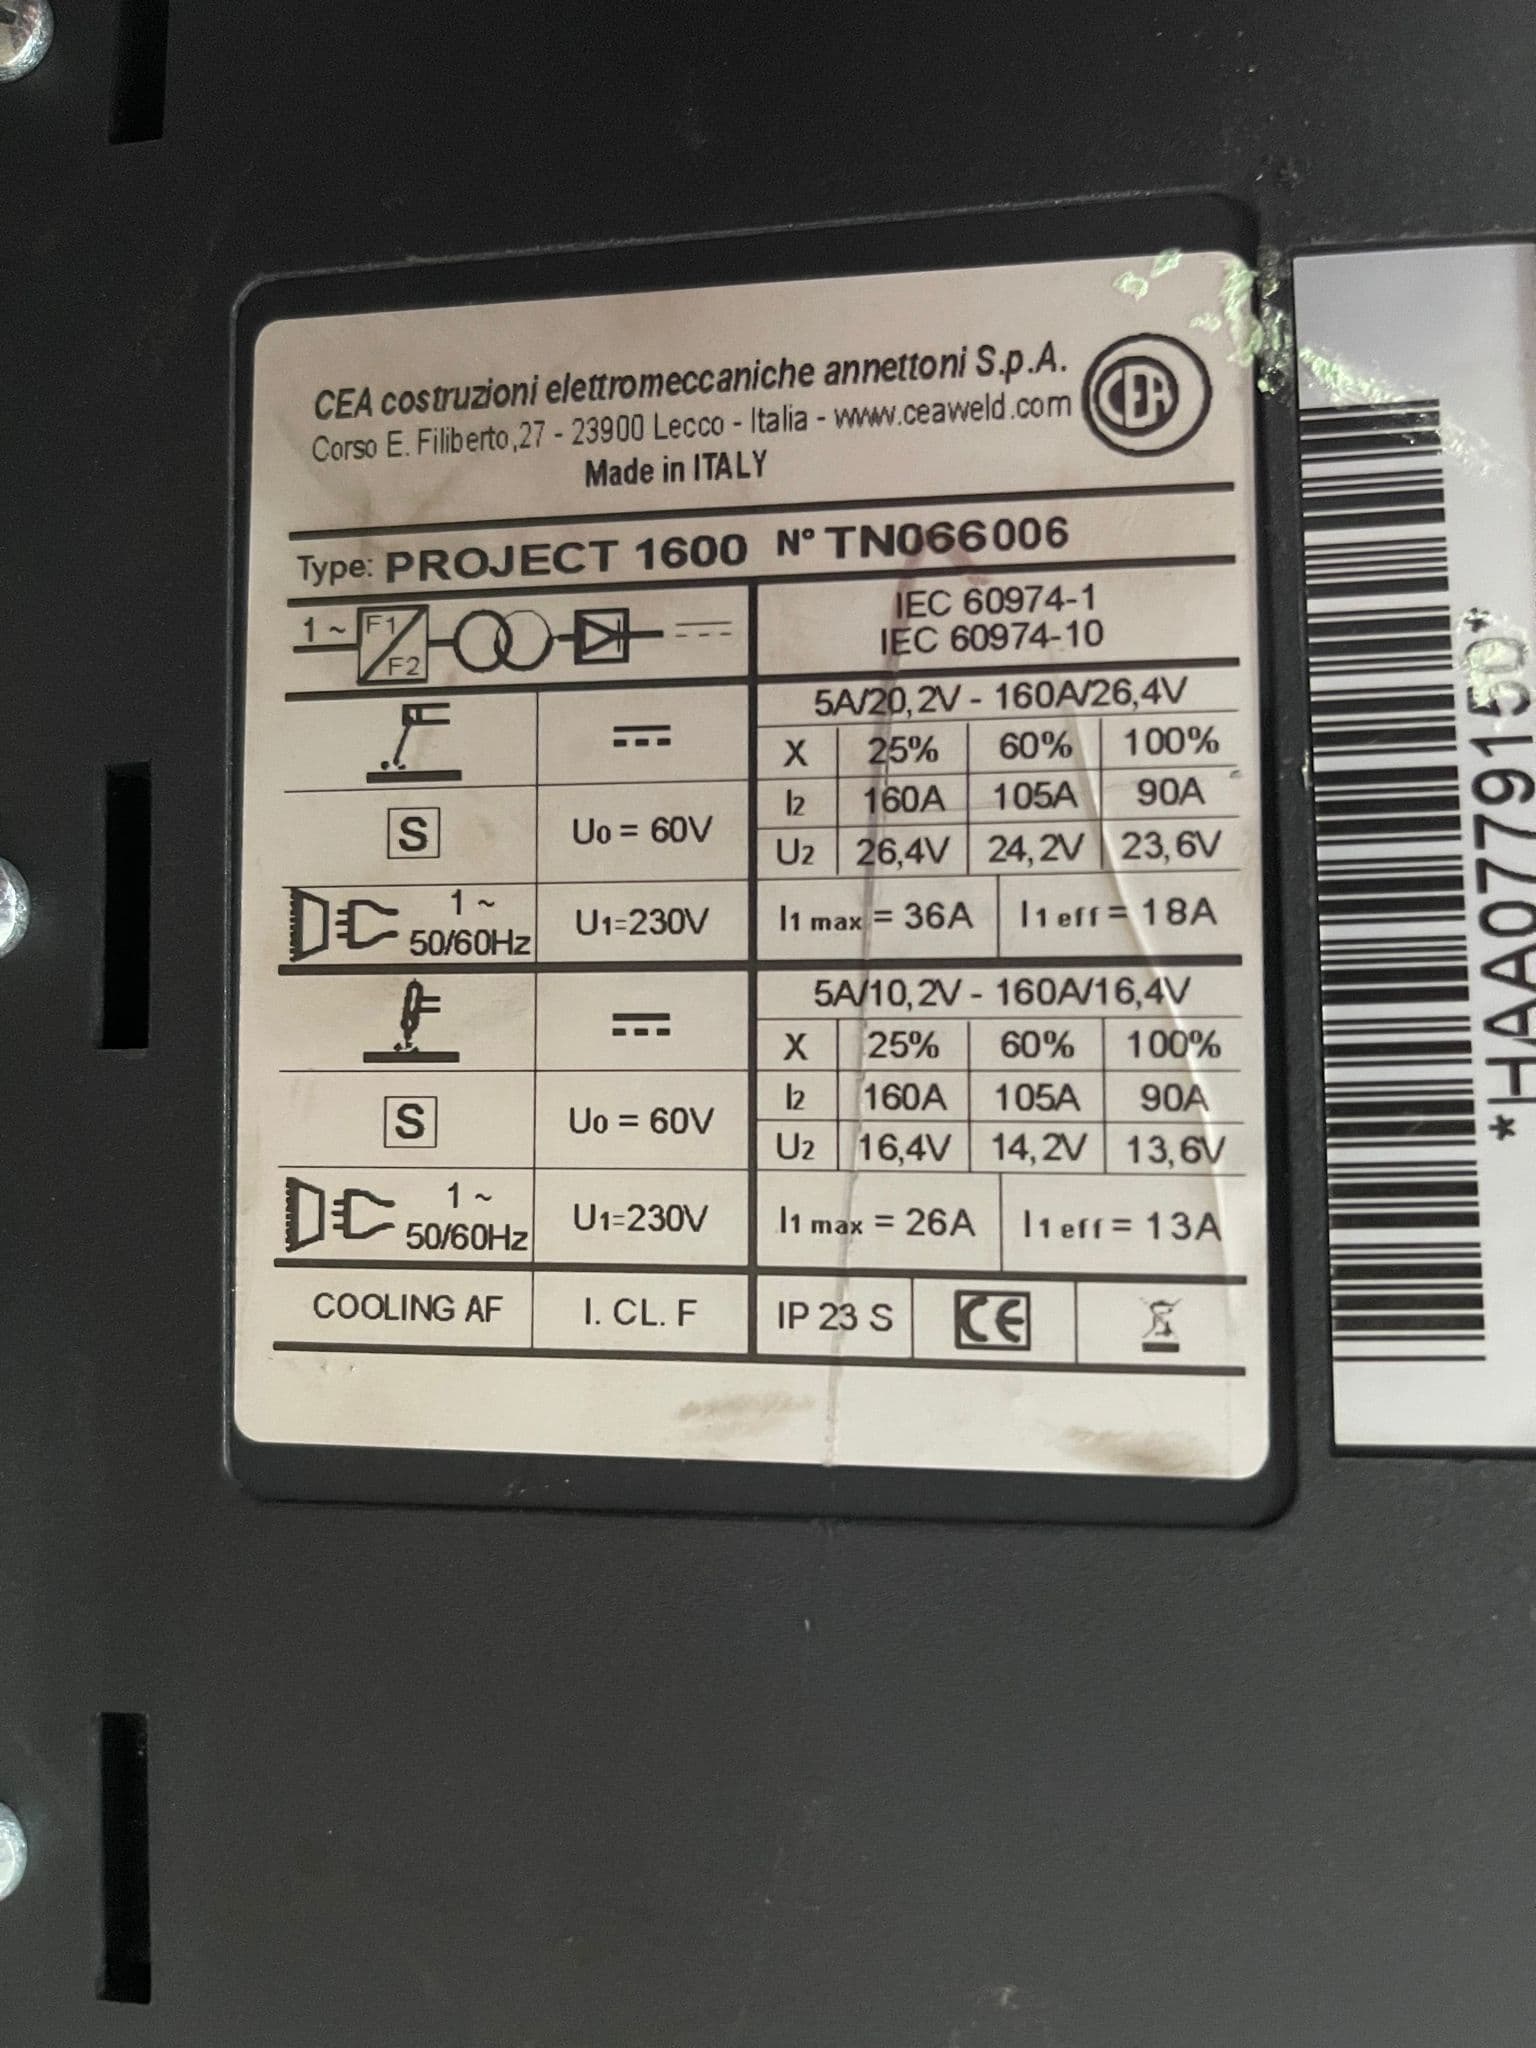 CEA costruzioni elettromeccaniche annettoni S.p.A.
Corso E. Filiberto,27 - 23900 Lecco - Italia - www.ceaweld.com
CEA
Made in ITALY
Type: PROJECT 1600 N° TN066006
1 ~ F1 F2
IEC 60974-1
IEC 60974-10
5A/20,2V - 160A/26,4V
X 25% 60% 100%
I2 160A 105A 90A
S U0 = 60V
U2 26,4V 24,2V 23,6V
1 ~
50/60Hz U1=230V I1 max = 36A I1 eff = 18A
5A/10,2V - 160A/16,4V
X 25% 60% 100%
I2 160A 105A 90A
S U0 = 60V
U2 16,4V 14,2V 13,6V
1 ~
50/60Hz U1=230V I1 max = 26A I1 eff = 13A
COOLING AF I. CL. F IP 23 S CE
*HAA0779150*